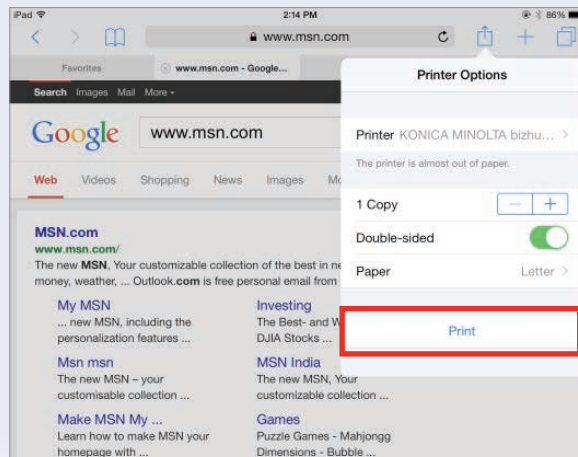 iPad 2:14 PM 86%
www.msn.com
Favorites www.msn.com - Google...
Search Images Mail More
Google www.msn.com
Web Videos Shopping News Images
MSN.com
www.msn.com/
The new MSN, Your customizable collection of the best in
money, weather, ... Outlook.com is free personal email from
My MSN
... new MSN, including the
personalization features ...
Msn msn
The new MSN – your
customisable collection ...
Make MSN My ...
Learn how to make MSN your
homepage with ...
Investing
The Best- and
DJIA Stocks ...
MSN India
The new MSN, Your
customizable collection ...
Games
Puzzle Games - Mahjongg
Dimensions - Bubble ...
Printer Options
Printer KONICA MINOLTA bizhu...
The printer is almost out of paper.
1 Copy − +
Double-sided
Paper Letter
Print